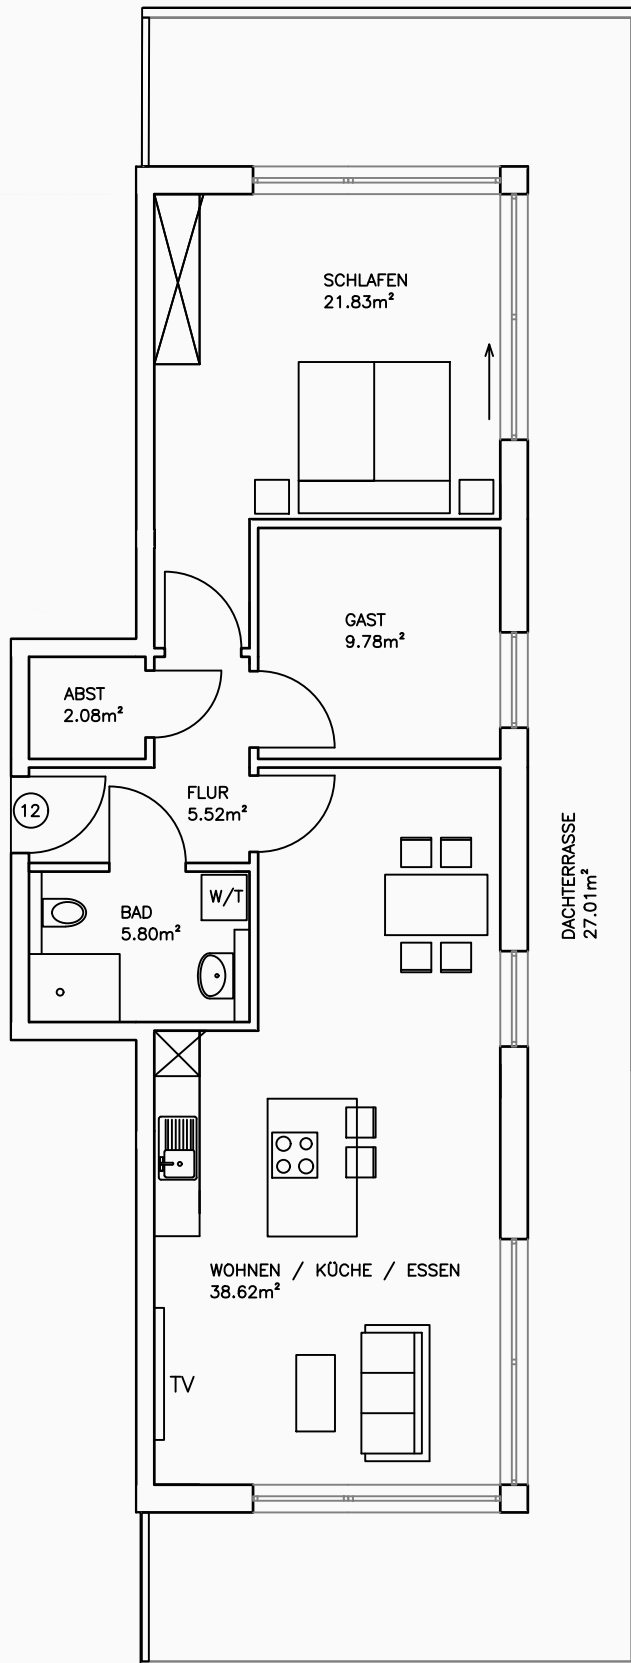 SCHLAFEN
21.83m²
GAST
9.78m²
ABST
2.08m²
FLUR
5.52m²
12
DACHTERRASSE
27.01m²
W/T
BAD
5.80m²
WOHNEN / KÜCHE / ESSEN
38.62m²
TV